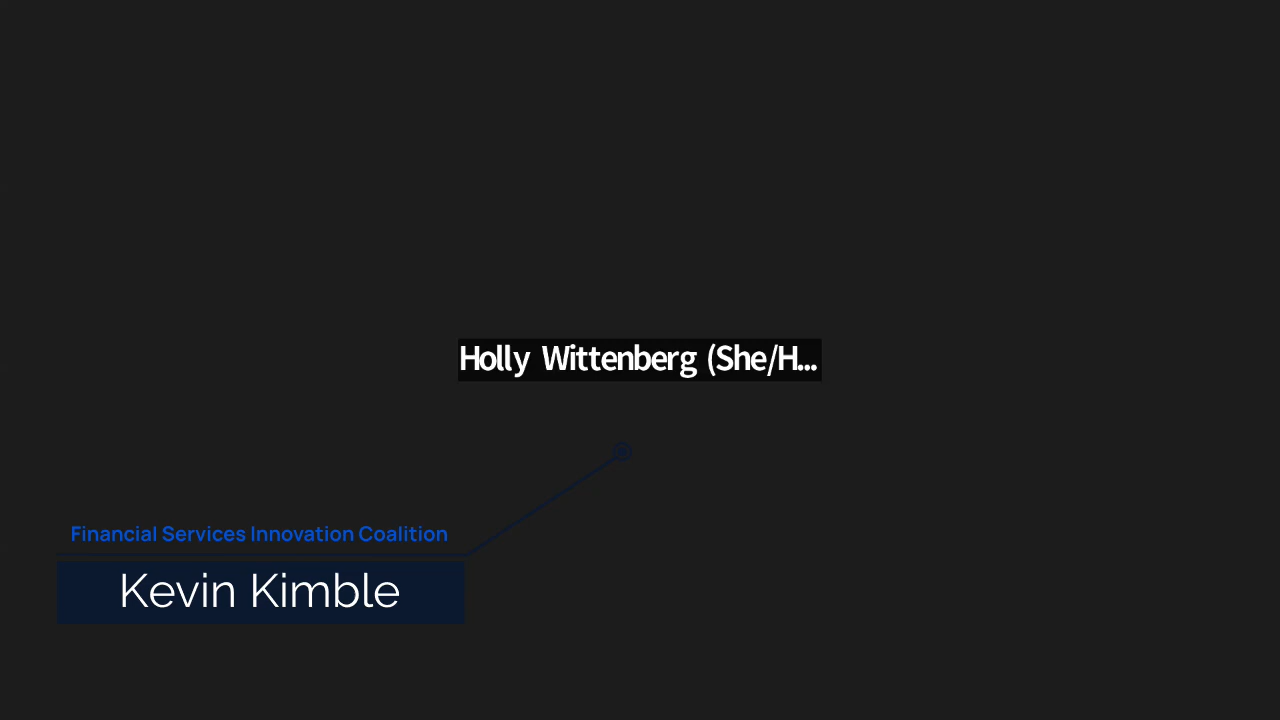 Holly Wittenberg (She/H...
Financial Services Innovation Coalition
Kevin Kimble